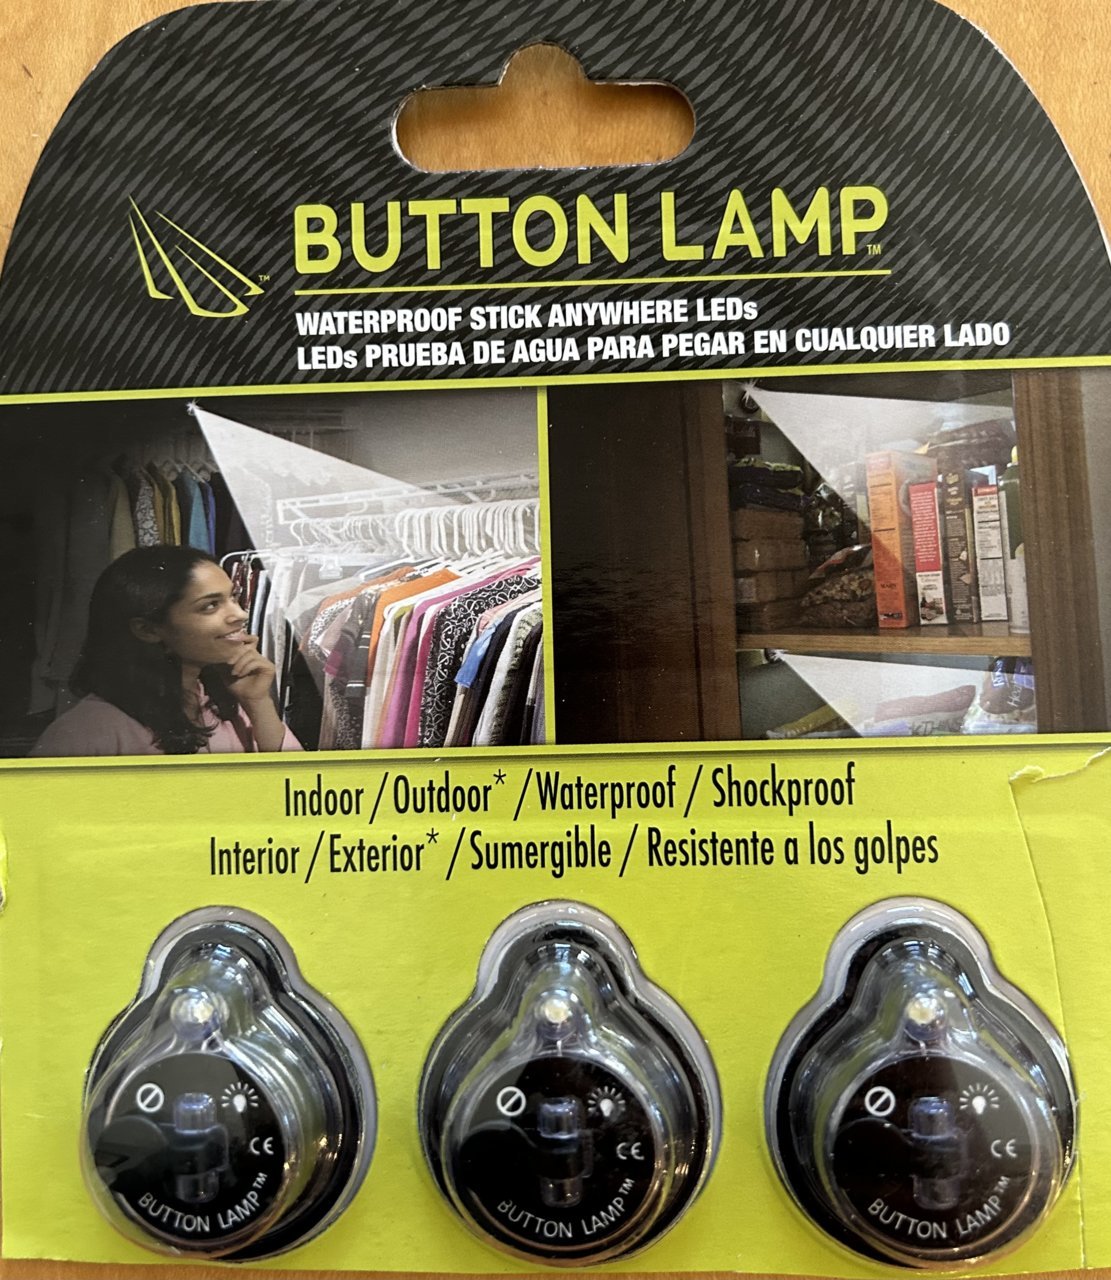 BUTTON LAMP™
™
WATERPROOF STICK ANYWHERE LEDs
LEDs PRUEBA DE AGUA PARA PEGAR EN CUALQUIER LADO
Indoor / Outdoor* / Waterproof / Shockproof
Interior / Exterior* / Sumergible / Resistente a los golpes
CE
BUTTON LAMP™
CE
BUTTON LAMP™
CE
BUTTON LAMP™